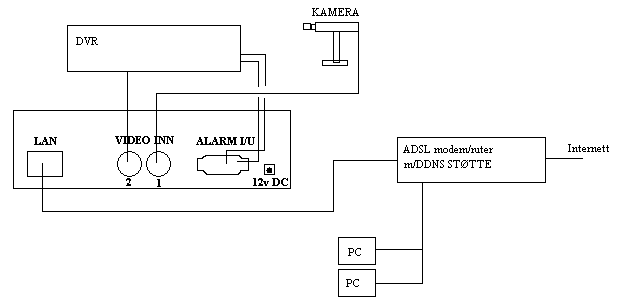 KAMERA
DVR
LAN
VIDEO INN
ALARM I/U
2
1
12v DC
ADSL modem/ruter
m/DDNS STØTTE
Internett
PC
PC